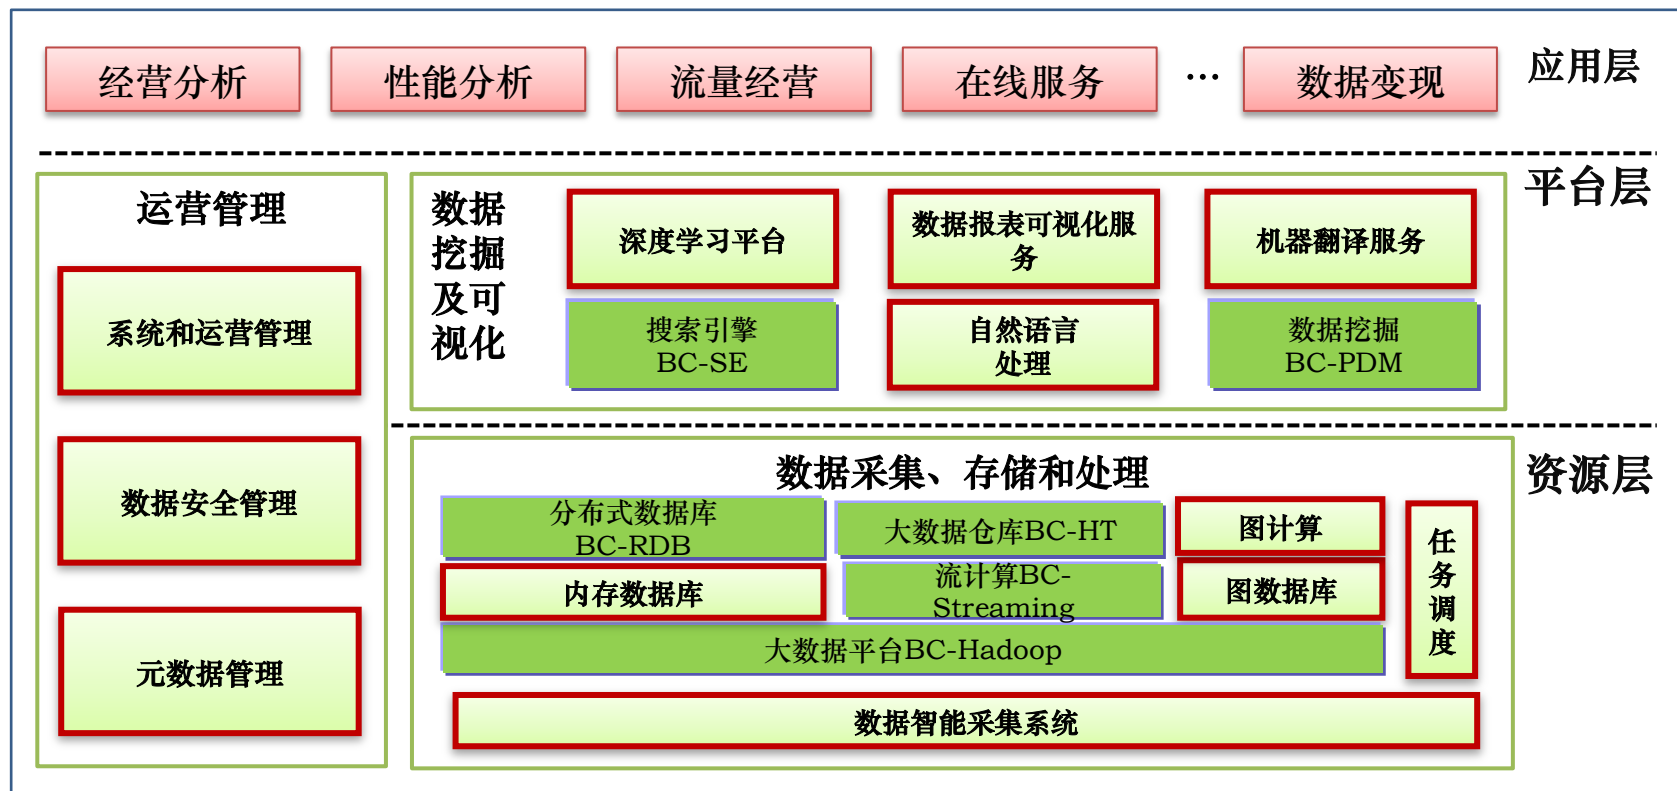 经营分析
性能分析
流量经营
在线服务
...
数据变现
应用层
平台层
运营管理
系统和运营管理
数据安全管理
元数据管理
数据
挖掘
及可
视化
深度学习平台
数据报表可视化服
务
机器翻译服务
搜索引擎
BC-SE
自然语言
处理
数据挖掘
BC-PDM
资源层
数据采集、存储和处理
分布式数据库
BC-RDB
大数据仓库BC-HT
图计算
内存数据库
流计算BC-
Streaming
图数据库
任
务
调
度
大数据平台BC-Hadoop
数据智能采集系统